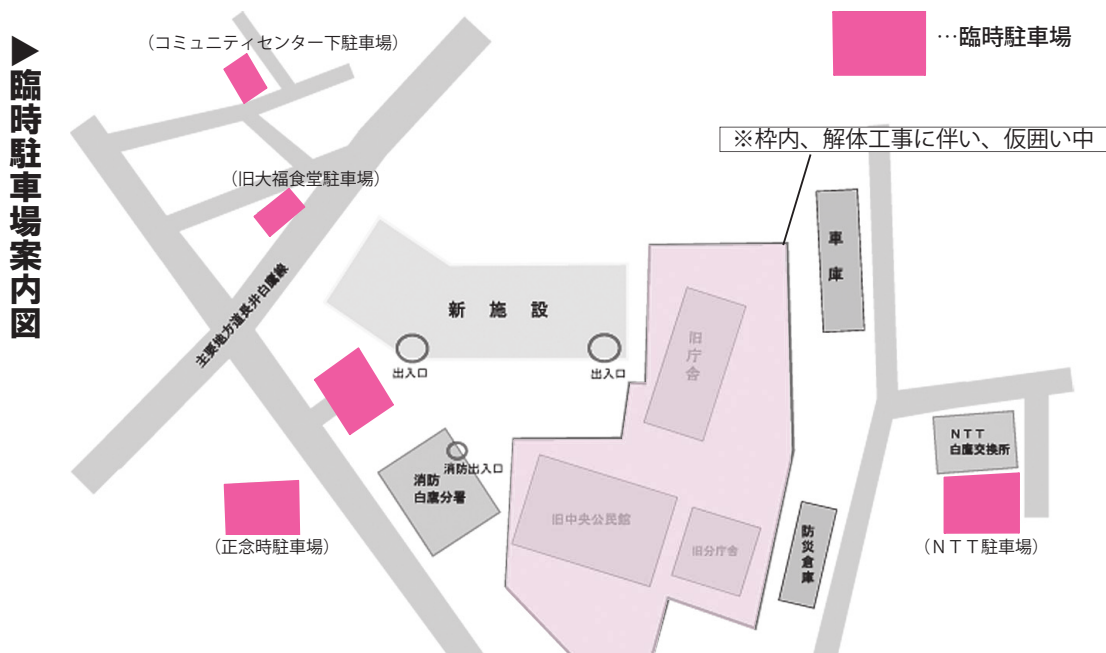 ▶臨時駐車場案内図
(コミュニティセンター下駐車場)
…臨時駐車場
※枠内、解体工事に伴い、仮囲い中
(旧大福食堂駐車場)
主要地方道長井白鷹線
新施設
出入口
出入口
旧庁舎
車庫
消防出入口
消防
白鷹分署
旧中央公民館
旧分庁舎
防災倉庫
NTT
白鷹交換所
(正念時駐車場)
(NTT駐車場)